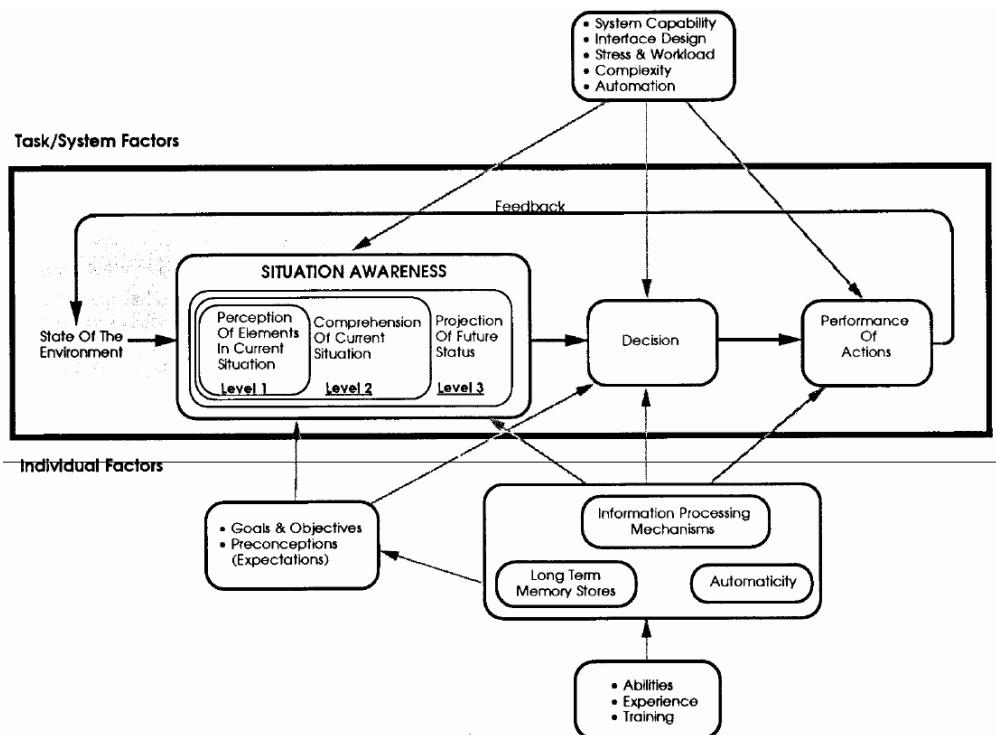 • System Capability
• Interface Design
• Stress & Workload
• Complexity
• Automation
Task/System Factors
Feedback
SITUATION AWARENESS
Perception
Of Elements
In Current
Situation
Level 1
Comprehension
Of Current
Situation
Level 2
Projection
Of Future
Status
Level 3
State Of The
Environment
Decision
Performance
Of
Actions
Individual Factors
• Goals & Objectives
• Preconceptions
(Expectations)
Information Processing
Mechanisms
Long Term
Memory Stores
Automaticity
• Abilities
• Experience
• Training